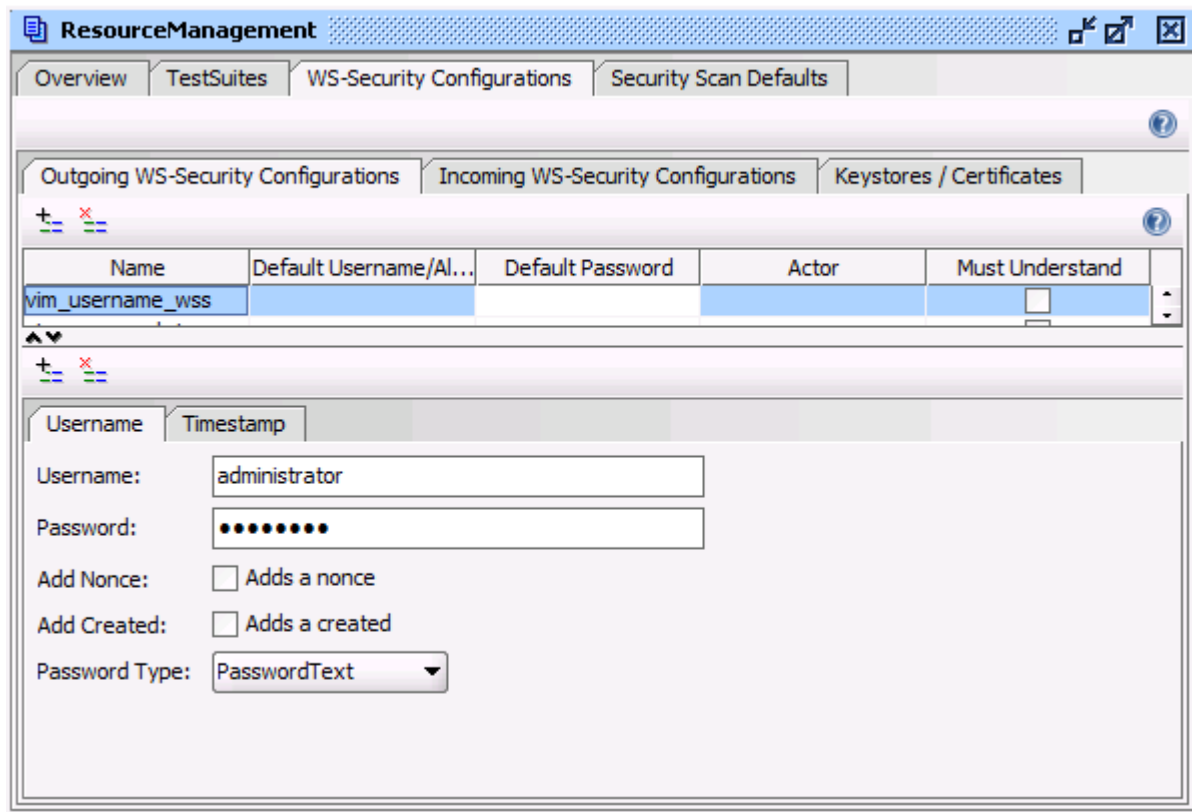 ResourceManagement
Overview TestSuites WS-Security Configurations Security Scan Defaults
Outgoing WS-Security Configurations Incoming WS-Security Configurations Keystores / Certificates
Name Default Username/Al... Default Password Actor Must Understand
vim_username_wss
Username Timestamp
Username: administrator
Password: ••••••••
Add Nonce: Adds a nonce
Add Created: Adds a created
Password Type: PasswordText